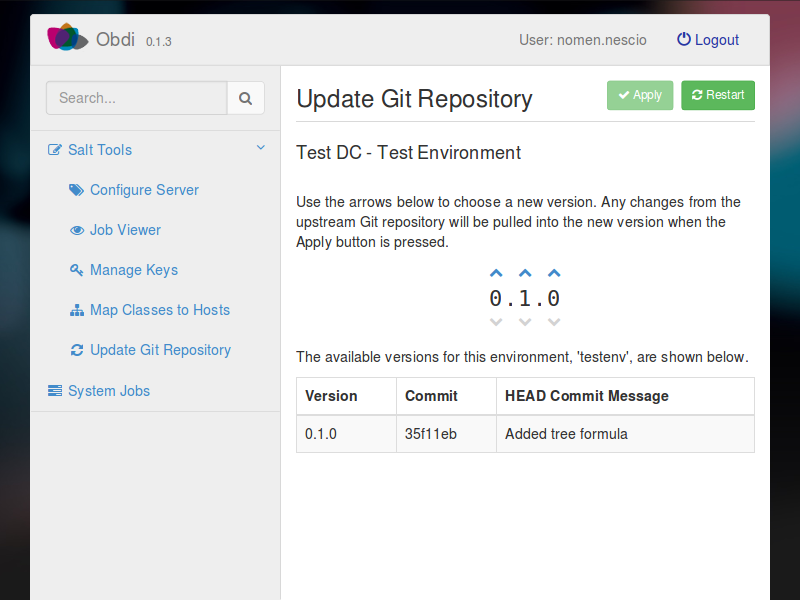 Obdi 0.1.3
User: nomen.nescio
Logout
Search...
Salt Tools
Configure Server
Job Viewer
Manage Keys
Map Classes to Hosts
Update Git Repository
System Jobs
Update Git Repository
Apply
Restart
Test DC - Test Environment
Use the arrows below to choose a new version. Any changes from the
upstream Git repository will be pulled into the new version when the
Apply button is pressed.
0.1.0
The available versions for this environment, 'testenv', are shown below.
Version Commit HEAD Commit Message
0.1.0 35f11eb Added tree formula